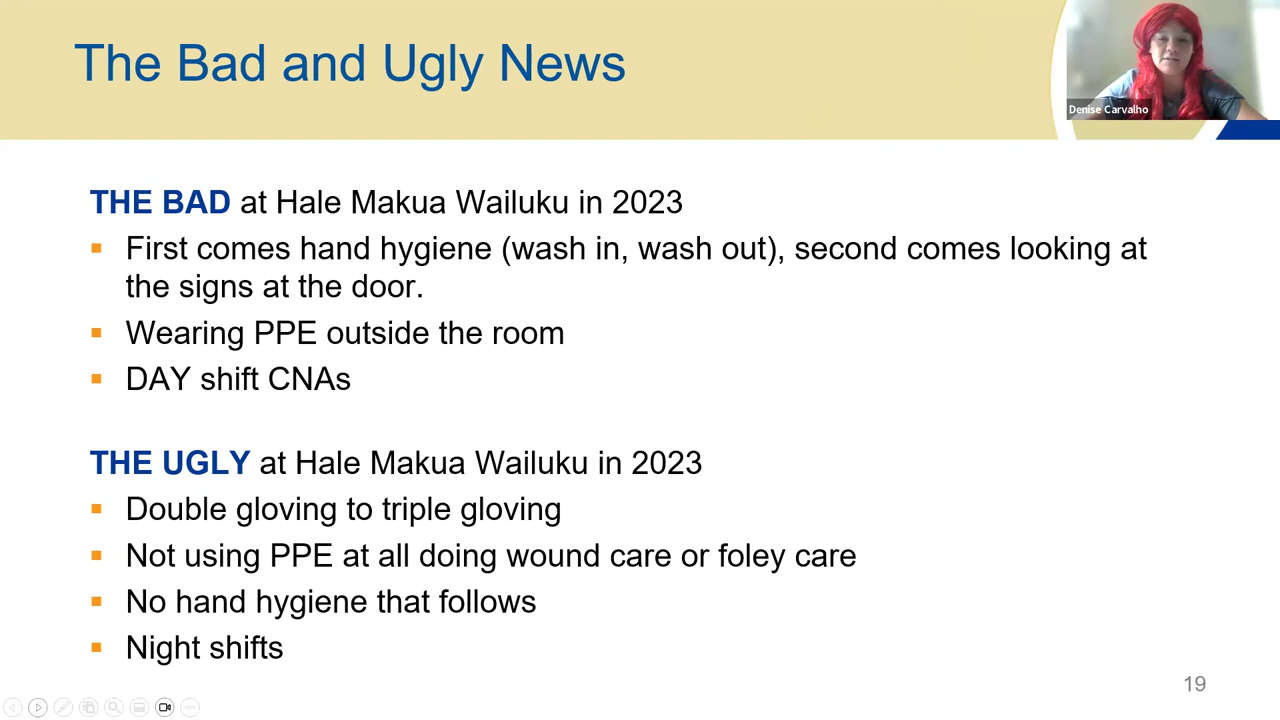 The Bad and Ugly News
Denise Carvalho
THE BAD at Hale Makua Wailuku in 2023
▪ First comes hand hygiene (wash in, wash out), second comes looking at
the signs at the door.
▪ Wearing PPE outside the room
▪ DAY shift CNAs
THE UGLY at Hale Makua Wailuku in 2023
▪ Double gloving to triple gloving
▪ Not using PPE at all doing wound care or foley care
▪ No hand hygiene that follows
▪ Night shifts
19